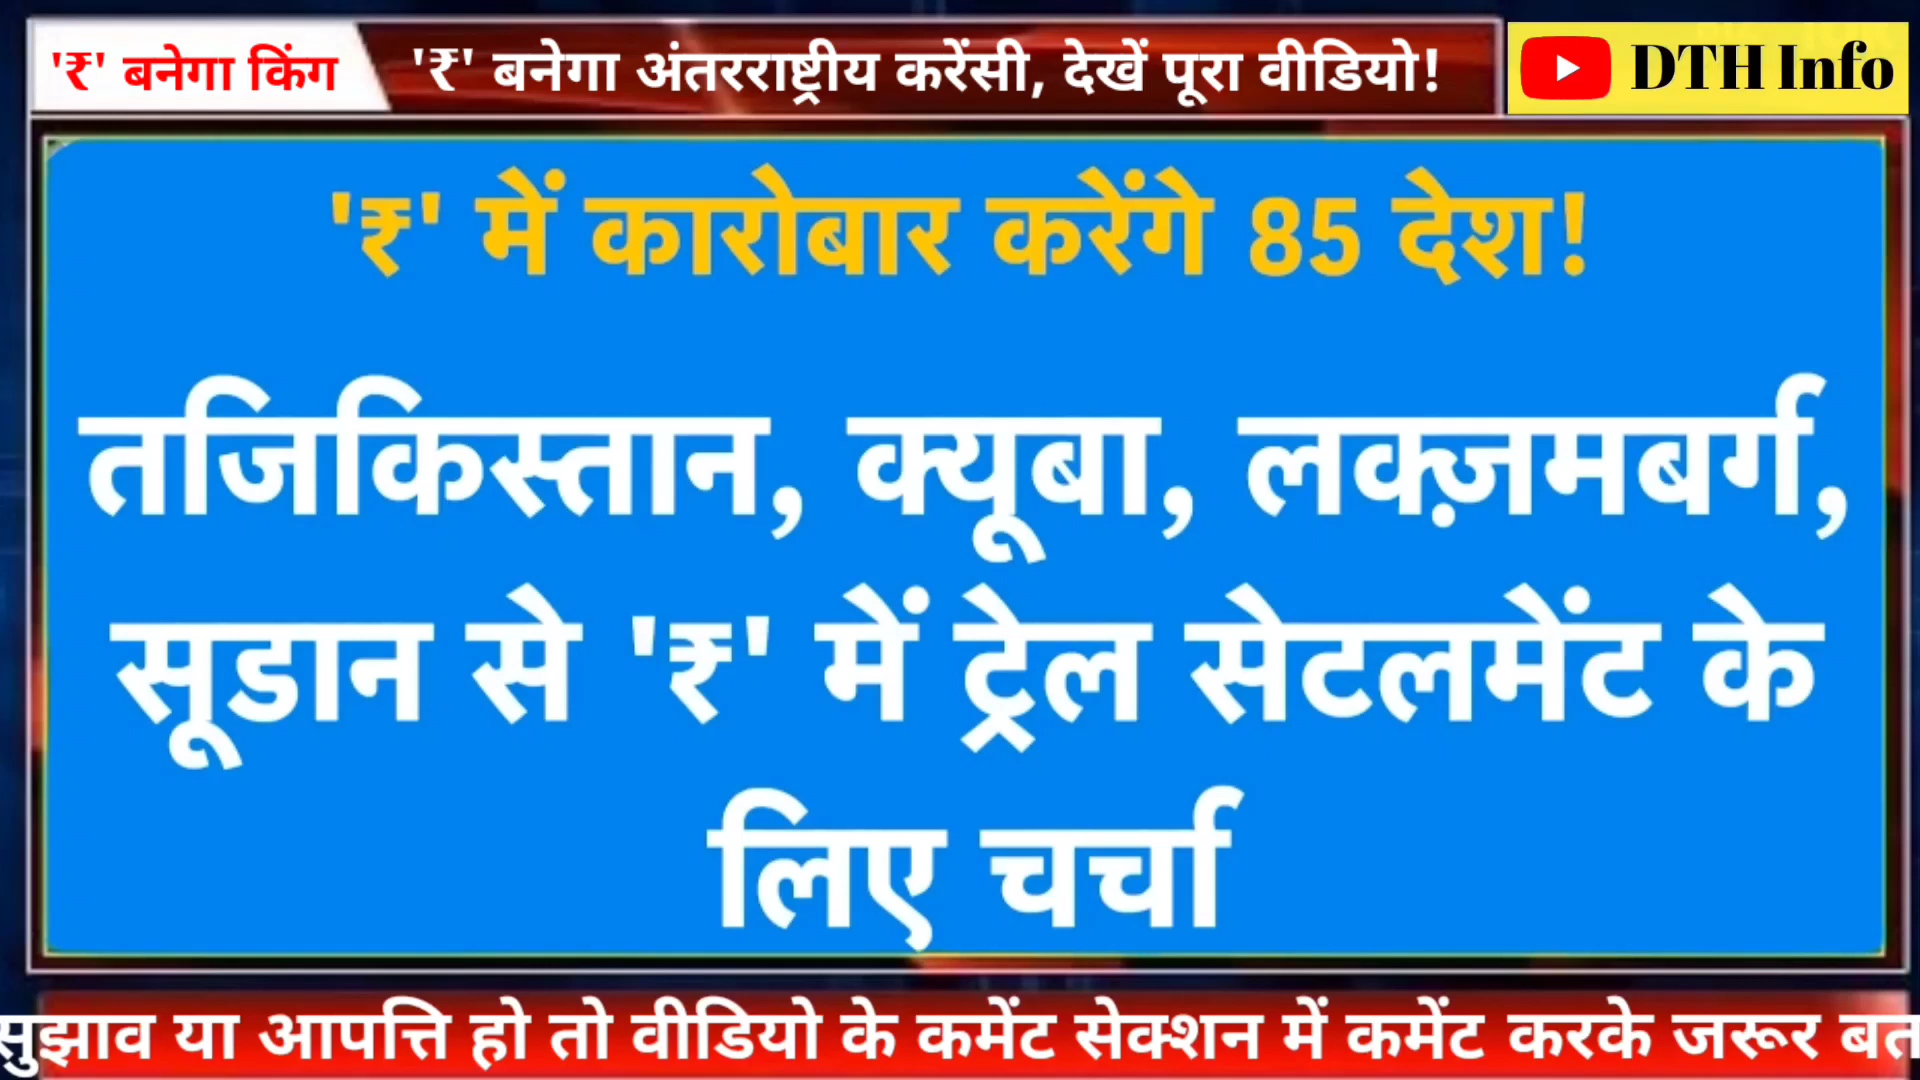 '₹' बनेगा किंग
'₹' बनेगा अंतरराष्ट्रीय करेंसी, देखें पूरा वीडियो!
DTH Info
'₹' में कारोबार करेंगे 85 देश!
तजिकिस्तान, क्यूबा, लक्ज़मबर्ग,
सूडान से '₹' में ट्रेल सेटलमेंट के
लिए चर्चा
सुझाव या आपत्ति हो तो वीडियो के कमेंट सेक्शन में कमेंट करके जरूर बत